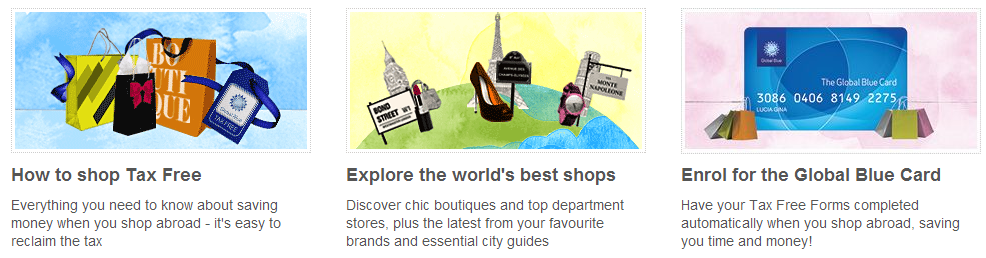 BOUTIQUE
Global Blue
TAX FREE
How to shop Tax Free
Everything you need to know about saving
money when you shop abroad - it's easy to
reclaim the tax
BOND
STREET W1
AVENUE DES
CHAMPS-ELYSEES
VIA
MONTE
NAPOLEONE
Explore the world's best shops
Discover chic boutiques and top department
stores, plus the latest from your favourite
brands and essential city guides
Global Blue
The Global Blue Card
3086 0406 8149 2275
LUCIA GINA
Enrol for the Global Blue Card
Have your Tax Free Forms completed
automatically when you shop abroad, saving
you time and money!